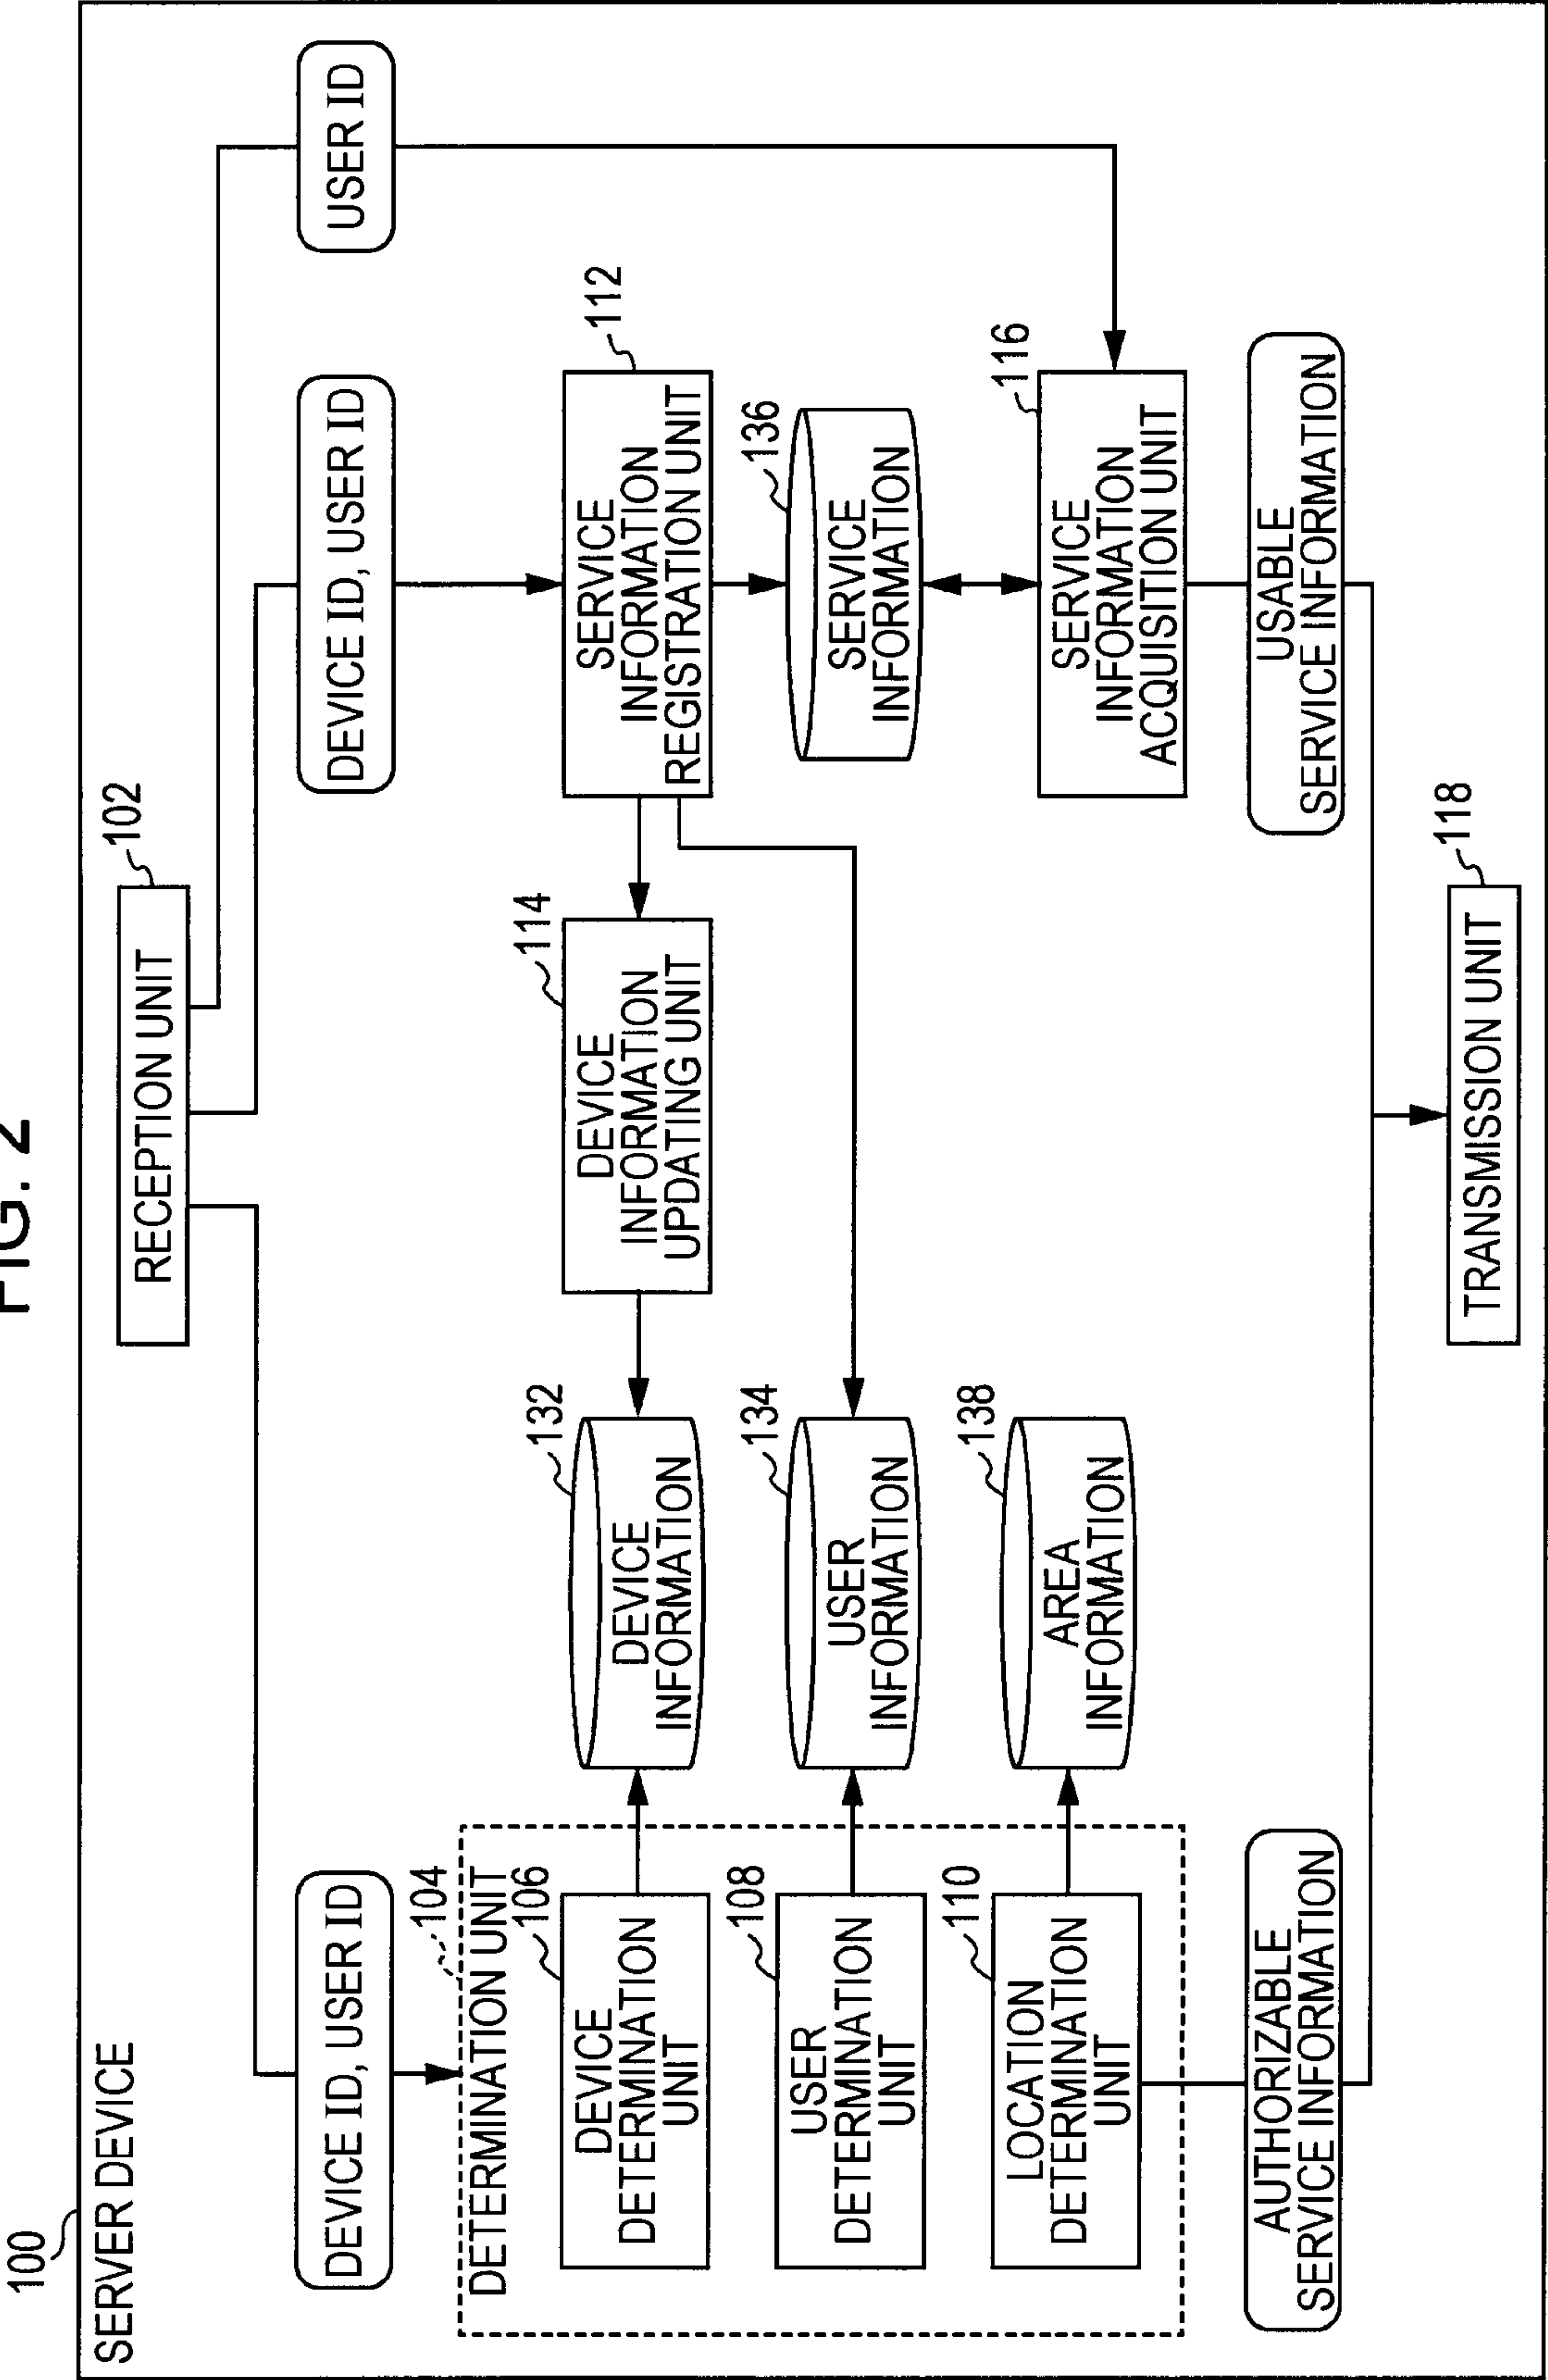 FIG. 2
100
SERVER DEVICE
RECEPTION UNIT
102
DEVICE ID, USER ID
DEVICE ID, USER ID
USER ID
104
DETERMINATION UNIT
106
DEVICE
DETERMINATION
UNIT
132
DEVICE
INFORMATION
114
DEVICE
INFORMATION
UPDATING UNIT
112
SERVICE
INFORMATION
REGISTRATION UNIT
108
USER
DETERMINATION
UNIT
134
USER
INFORMATION
136
SERVICE
INFORMATION
110
LOCATION
DETERMINATION
UNIT
138
AREA
INFORMATION
116
SERVICE
INFORMATION
ACQUISITION UNIT
AUTHORIZABLE
SERVICE INFORMATION
USABLE
SERVICE INFORMATION
118
TRANSMISSION UNIT